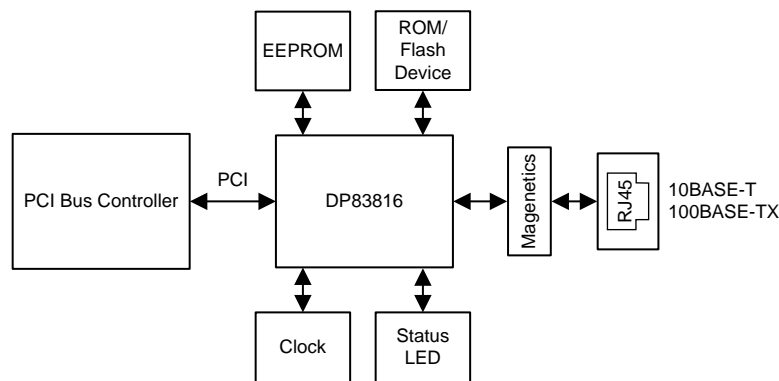 EEPROM
ROM/
Flash
Device
PCI Bus Controller
PCI
DP83816
Magenetics
RJ45
10BASE-T
100BASE-TX
Clock
Status
LED